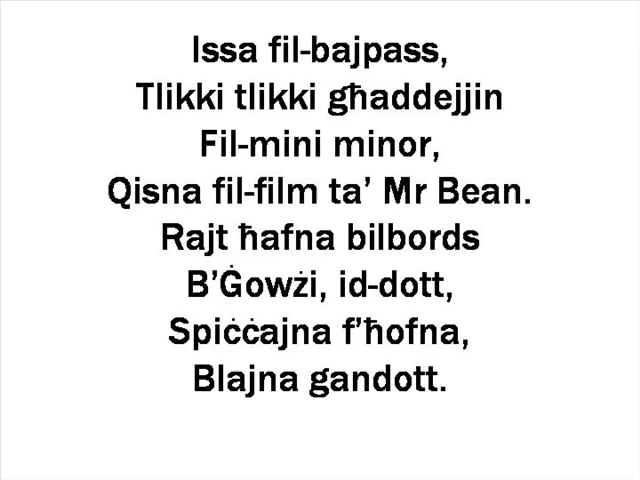 Issa fil-bajpass,
Tlikki tlikki għaddejjin
Fil-mini minor,
Qisna fil-film ta’ Mr Bean.
Rajt ħafna bilbords
B’Ġowżi, id-dott,
Spiċċajna f’ħofna,
Blajna gandott.